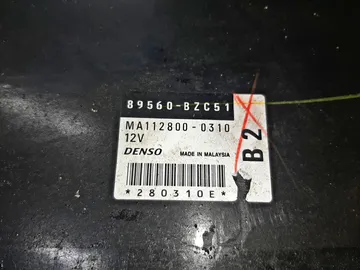 89560-BZC51
MA112800-0310
12V
DENSO MADE IN MALAYSIA
*280310E*
B2